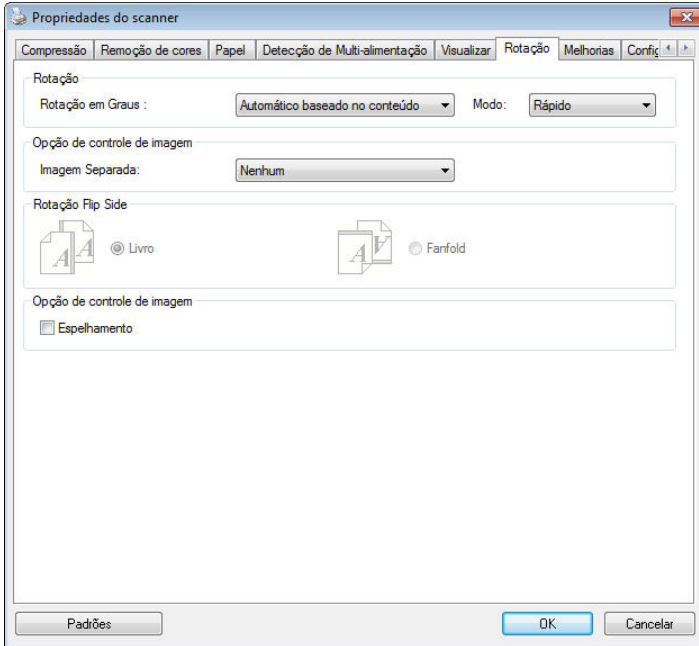 Propriedades do scanner
Compressão Remoção de cores Papel Detecção de Multi-alimentação Visualizar Rotação Melhorias Config
Rotação
Rotação em Graus : Automático baseado no conteúdo Modo: Rápido
Opção de controle de imagem
Imagem Separada: Nenhum
Rotação Flip Side
A A Livro A A Fanfold
Opção de controle de imagem
Espelhamento
Padrões OK Cancelar